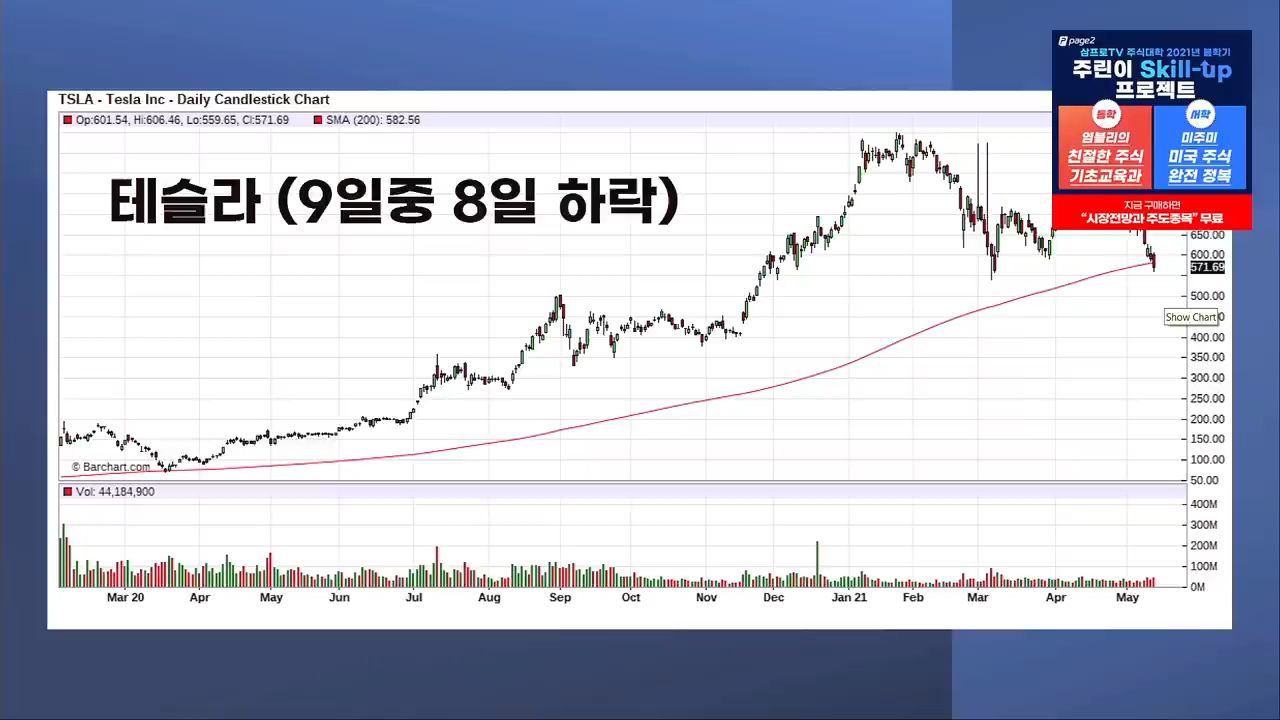 page2
삼프로TV 주식대학 2021년 봄학기
주린이 Skill-up
프로젝트
동학
염블리의
친절한 주식
기초교육과
서학
미주미
미국 주식
완전 정복
지금 구매하면
"시장전망과 주도종목" 무료
TSLA - Tesla Inc - Daily Candlestick Chart
Op:601.54, Hi:606.46, Lo:559.65, Cl:571.69
SMA (200): 582.56
테슬라 (9일중 8일 하락)
650.00
600.00
571.69
500.00
Show Chart
400.00
350.00
300.00
250.00
200.00
150.00
100.00
50.00
© Barchart.com
Vol: 44,184,900
400M
300M
200M
100M
0M
Mar 20 Apr May Jun Jul Aug Sep Oct Nov Dec Jan 21 Feb Mar Apr May